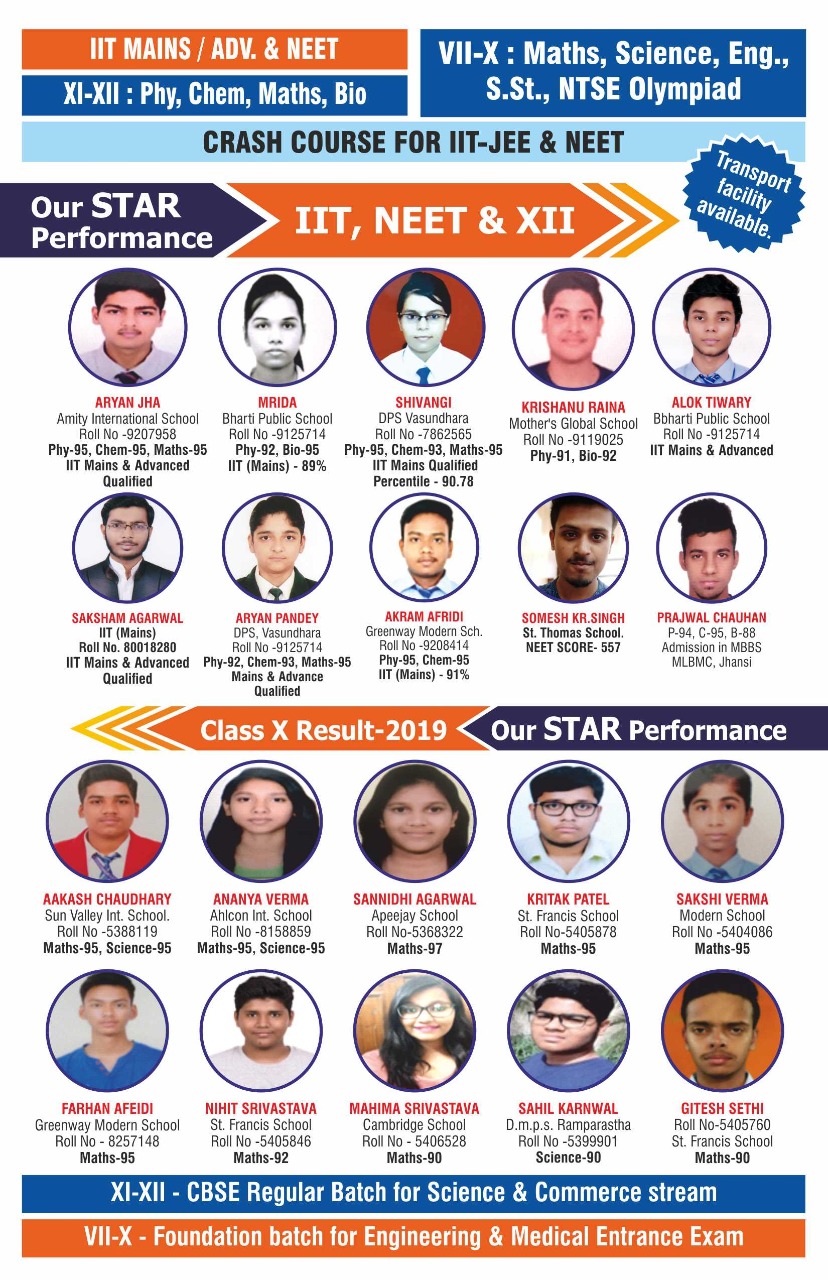 IIT MAINS / ADV. & NEET
XI-XII : Phy, Chem, Maths, Bio
VII-X : Maths, Science, Eng.,
S.St., NTSE Olympiad
CRASH COURSE FOR IIT-JEE & NEET
Transport
facility
available.
Our STAR
Performance
IIT, NEET & XII
ARYAN JHA
Amity International School
Roll No -9207958
Phy-95, Chem-95, Maths-95
IIT Mains & Advanced
Qualified
MRIDA
Bharti Public School
Roll No -9125714
Phy-92, Bio-95
IIT (Mains) - 89%
SHIVANGI
DPS Vasundhara
Roll No -7862565
Phy-95, Chem-93, Maths-95
IIT Mains Qualified
Percentile - 90.78
KRISHANU RAINA
Mother's Global School
Roll No -9119025
Phy-91, Bio-92
ALOK TIWARY
Bbharti Public School
Roll No -9125714
IIT Mains & Advanced
SAKSHAM AGARWAL
IIT (Mains)
Roll No. 80018280
IIT Mains & Advanced
Qualified
ARYAN PANDEY
DPS, Vasundhara
Roll No -9125714
Phy-92, Chem-93, Maths-95
Mains & Advance
Qualified
AKRAM AFRIDI
Greenway Modern Sch.
Roll No -9208414
Phy-95, Chem-95
IIT (Mains) - 91%
SOMESH KR.SINGH
St. Thomas School.
NEET SCORE- 557
PRAJWAL CHAUHAN
P-94, C-95, B-88
Admission in MBBS
MLBMC, Jhansi
Class X Result-2019
Our STAR Performance
AAKASH CHAUDHARY
Sun Valley Int. School.
Roll No -5388119
Maths-95, Science-95
ANANYA VERMA
Ahlcon Int. School
Roll No -8158859
Maths-95, Science-95
SANNIDHI AGARWAL
Apeejay School
Roll No-5368322
Maths-97
KRITAK PATEL
St. Francis School
Roll No-5405878
Maths-95
SAKSHI VERMA
Modern School
Roll No -5404086
Maths-95
FARHAN AFEIDI
Greenway Modern School
Roll No - 8257148
Maths-95
NIHIT SRIVASTAVA
St. Francis School
Roll No -5405846
Maths-92
MAHIMA SRIVASTAVA
Cambridge School
Roll No - 5406528
Maths-90
SAHIL KARNWAL
D.m.p.s. Ramparastha
Roll No -5399901
Science-90
GITESH SETHI
Roll No-5405760
St. Francis School
Maths-90
XI-XII - CBSE Regular Batch for Science & Commerce stream
VII-X - Foundation batch for Engineering & Medical Entrance Exam